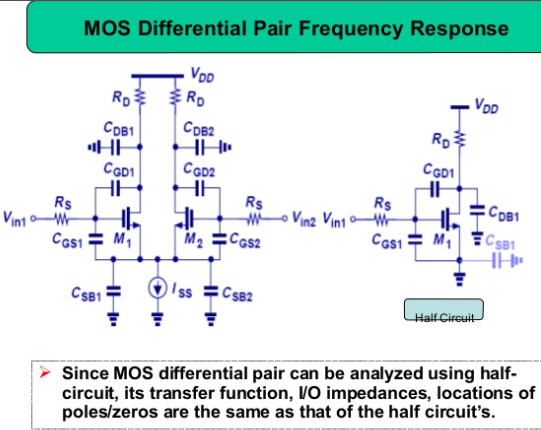 MOS Differential Pair Frequency Response
VDD
RD RD
CDB1 CDB2
CGD1 CGD2
RS RS
Vin1 Vin2
CGS1 M1 M2 CGS2
CSB1 ISS CSB2
VDD
RD
CGD1
RS
Vin1
CDB1
CGS1 M1 CSB1
Half Circuit
Since MOS differential pair can be analyzed using half-
circuit, its transfer function, I/O impedances, locations of
poles/zeros are the same as that of the half circuit’s.